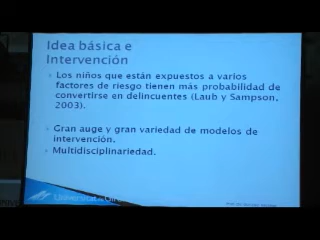 Idea básica e
Intervención
Los niños que están expuestos a varios
factores de riesgo tienen más probabilidad de
convertirse en delincuentes (Laub y Sampson,
2003).
Gran auge y gran variedad de modelos de
intervención.
Multidisciplinariedad.